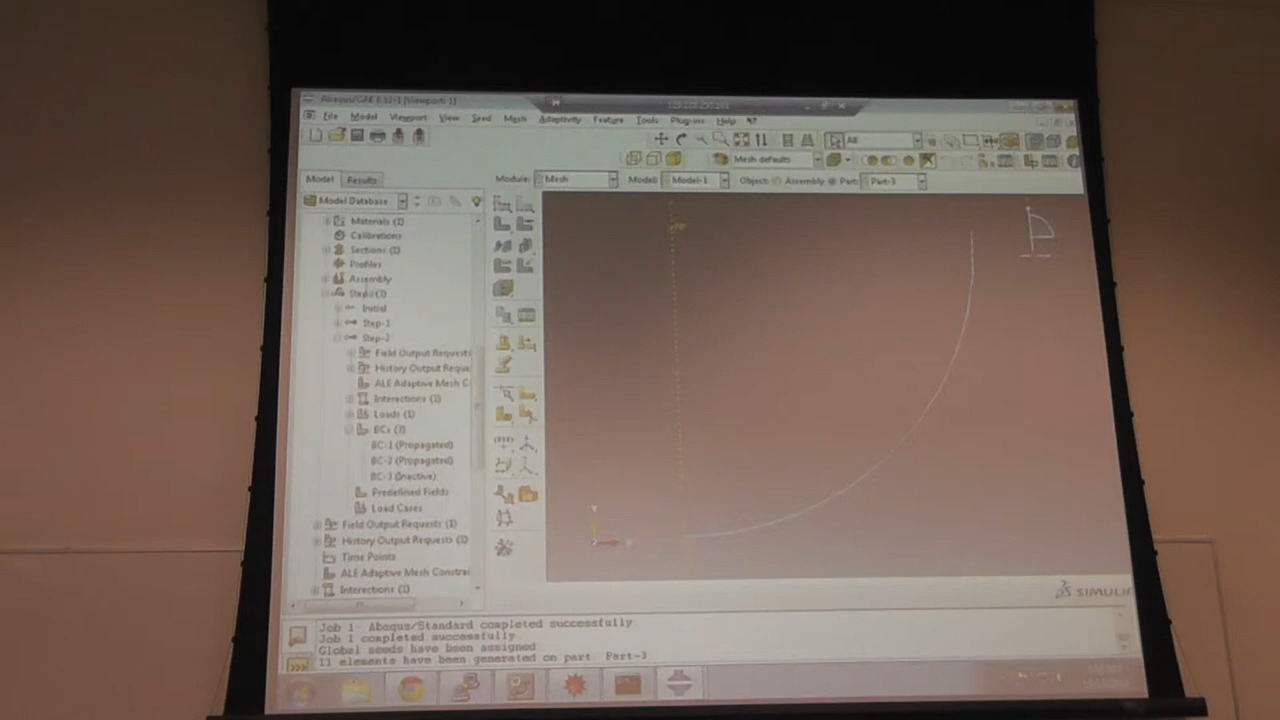 Abaqus/CAE 6.12-1 [Viewport: 1]
File Model Viewport View Seed Mesh Adaptivity Feature Tools Plug-ins Help
All
Mesh defaults
Model Results Module: Mesh Model: Model-1 Object: Assembly Part: Part-3
Model Database
Materials (1)
Calibrations
Sections (1)
Profiles
Assembly
Initial
Step-1
Step-2
Field Output Requests
History Output Reque
ALE Adaptive Mesh C
Interactions (1)
Loads (1)
BCs (3)
BC-1 (Propagated)
BC-2 (Propagated)
BC-3 (Inactive)
Predefined Fields
Load Cases
Field Output Requests (1)
History Output Requests (1)
Time Points
ALE Adaptive Mesh Constrai
Interactions (1)
SIMULI
Job 1 Abaqus/Standard completed successfully
Job 1 completed successfully
Global seeds have been assigned
11 elements have been generated on part Part-3